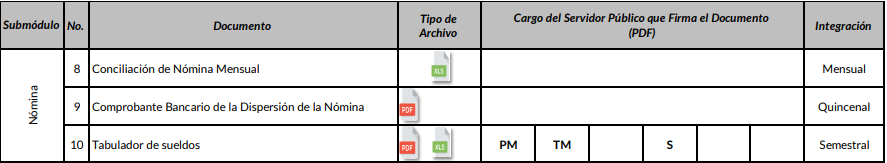 Submódulo No. Documento Tipo de Archivo Cargo del Servidor Público que Firma el Documento (PDF) Integración
Nómina
8 Conciliación de Nómina Mensual XLS Mensual
9 Comprobante Bancario de la Dispersión de la Nómina PDF Quincenal
10 Tabulador de sueldos PDF XLS PM TM S Semestral